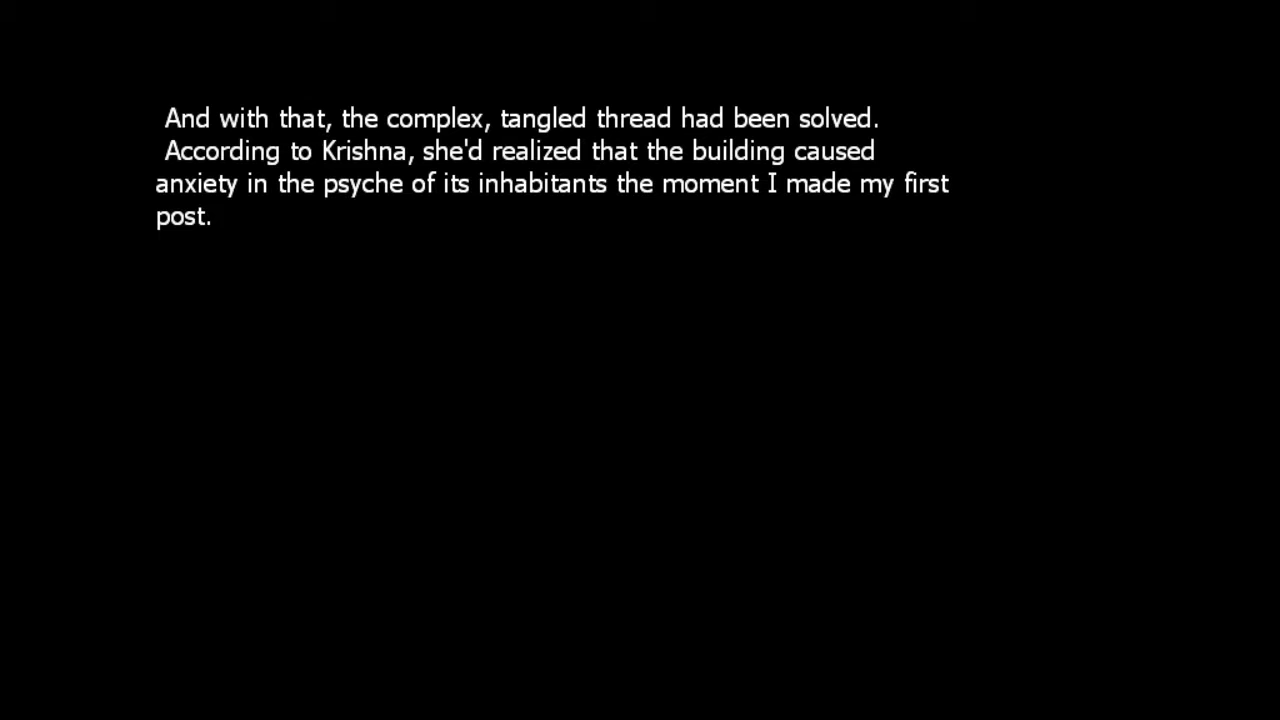 And with that, the complex, tangled thread had been solved.
According to Krishna, she'd realized that the building caused
anxiety in the psyche of its inhabitants the moment I made my first
post.